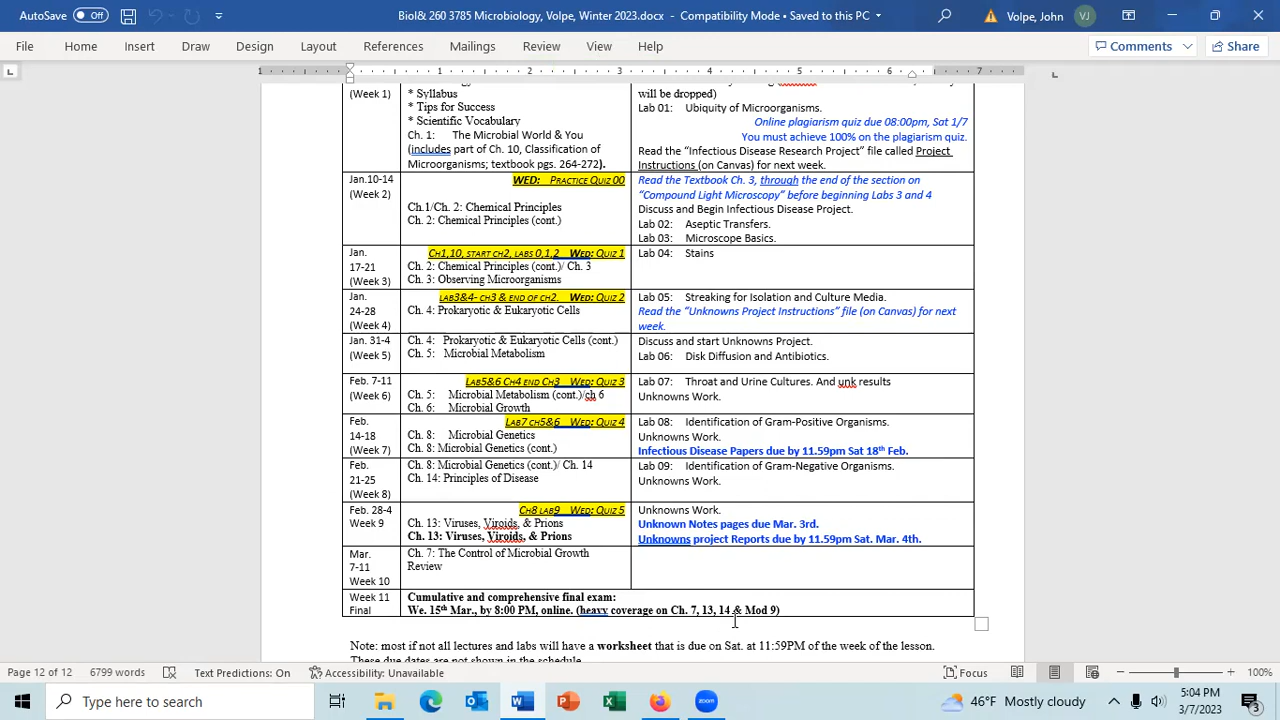 AutoSave Off
Biol& 260 3785 Microbiology, Volpe, Winter 2023.docx - Compatibility Mode • Saved to this PC
Volpe, John VJ
File Home Insert Draw Design Layout References Mailings Review View Help Comments Share
1 1 2 3 4 5 6 7
(Week 1)
* Syllabus
* Tips for Success
* Scientific Vocabulary
Ch. 1: The Microbial World & You
(includes part of Ch. 10, Classification of
Microorganisms; textbook pgs. 264-272).
will be dropped)
Lab 01: Ubiquity of Microorganisms.
Online plagiarism quiz due 08:00pm, Sat 1/7
You must achieve 100% on the plagiarism quiz.
Read the “Infectious Disease Research Project” file called Project
Instructions (on Canvas) for next week.
Jan.10-14
(Week 2)
WED: PRACTICE QUIZ 00
Ch.1/Ch. 2: Chemical Principles
Ch. 2: Chemical Principles (cont.)
Read the Textbook Ch. 3, through the end of the section on
“Compound Light Microscopy” before beginning Labs 3 and 4
Discuss and Begin Infectious Disease Project.
Lab 02: Aseptic Transfers.
Lab 03: Microscope Basics.
Jan.
17-21
(Week 3)
CH1,10, START CH2, LABS 0,1,2 WED: QUIZ 1
Ch. 2: Chemical Principles (cont.)/ Ch. 3
Ch. 3: Observing Microorganisms
Lab 04: Stains
Jan.
24-28
(Week 4)
LAB3&4- CH3 & END OF CH2. WED: QUIZ 2
Ch. 4: Prokaryotic & Eukaryotic Cells
Lab 05: Streaking for Isolation and Culture Media.
Read the “Unknowns Project Instructions” file (on Canvas) for next
week.
Jan. 31-4
(Week 5)
Ch. 4: Prokaryotic & Eukaryotic Cells (cont.)
Ch. 5: Microbial Metabolism
Discuss and start Unknowns Project.
Lab 06: Disk Diffusion and Antibiotics.
Feb. 7-11
(Week 6)
LAB5&6 CH4 END CH3 WED: QUIZ 3
Ch. 5: Microbial Metabolism (cont.)/ch 6
Ch. 6: Microbial Growth
Lab 07: Throat and Urine Cultures. And unk results
Unknowns Work.
Feb.
14-18
(Week 7)
LAB7 CH5&6 WED: QUIZ 4
Ch. 8: Microbial Genetics
Ch. 8: Microbial Genetics (cont.)
Lab 08: Identification of Gram-Positive Organisms.
Unknowns Work.
Infectious Disease Papers due by 11.59pm Sat 18th Feb.
Feb.
21-25
(Week 8)
Ch. 8: Microbial Genetics (cont.)/ Ch. 14
Ch. 14: Principles of Disease
Lab 09: Identification of Gram-Negative Organisms.
Unknowns Work.
Feb. 28-4
Week 9
CH8 LAB9 WED: QUIZ 5
Ch. 13: Viruses, Viroids, & Prions
Ch. 13: Viruses, Viroids, & Prions
Unknowns Work.
Unknown Notes pages due Mar. 3rd.
Unknowns project Reports due by 11.59pm Sat. Mar. 4th.
Mar.
7-11
Week 10
Ch. 7: The Control of Microbial Growth
Review
Week 11
Final
Cumulative and comprehensive final exam:
We. 15th Mar., by 8:00 PM, online. (heavx coverage on Ch. 7, 13, 14 & Mod 9)
Note: most if not all lectures and labs will have a worksheet that is due on Sat. at 11:59PM of the week of the lesson.
These due dates are not shown in the schedule
Page 12 of 12 6799 words Text Predictions: On Accessibility: Unavailable Focus 100%
Type here to search
46°F Mostly cloudy
5:04 PM
3/7/2023
3